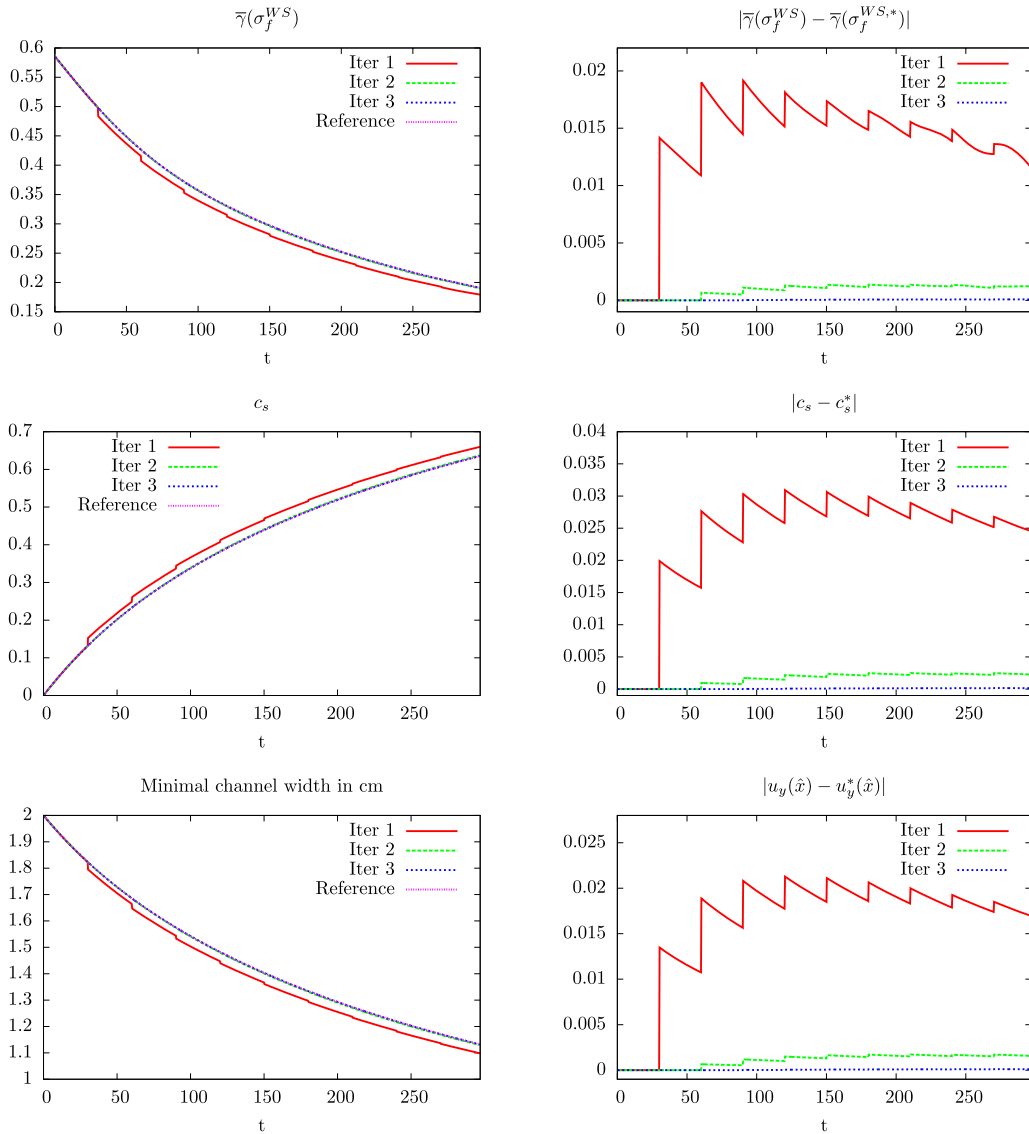 γ̅(σ_f^{WS})
0.6
0.55
0.5
0.45
0.4
0.35
0.3
0.25
0.2
0.15
0 50 100 150 200 250
t
Iter 1
Iter 2
Iter 3
Reference
|γ̅(σ_f^{WS}) − γ̅(σ_f^{WS,*})|
0.02
0.015
0.01
0.005
0
0 50 100 150 200 250
t
Iter 1
Iter 2
Iter 3
c_s
0.7
0.6
0.5
0.4
0.3
0.2
0.1
0
0 50 100 150 200 250
t
Iter 1
Iter 2
Iter 3
Reference
|c_s − c_s^*|
0.04
0.035
0.03
0.025
0.02
0.015
0.01
0.005
0
0 50 100 150 200 250
t
Iter 1
Iter 2
Iter 3
Minimal channel width in cm
2
1.9
1.8
1.7
1.6
1.5
1.4
1.3
1.2
1.1
1
0 50 100 150 200 250
t
Iter 1
Iter 2
Iter 3
Reference
|u_y(x̂) − u_y^*(x̂)|
0.025
0.02
0.015
0.01
0.005
0
0 50 100 150 200 250
t
Iter 1
Iter 2
Iter 3